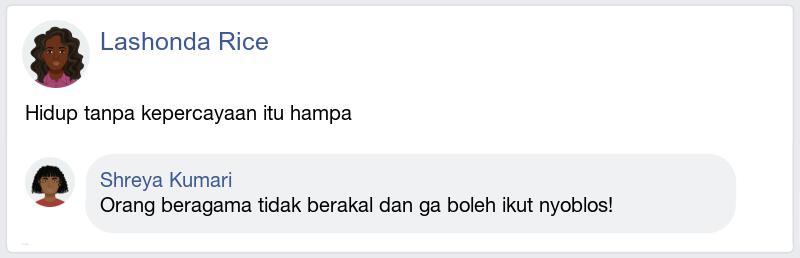 Lashonda Rice
Hidup tanpa kepercayaan itu hampa
Shreya Kumari
Orang beragama tidak berakal dan ga boleh ikut nyoblos!